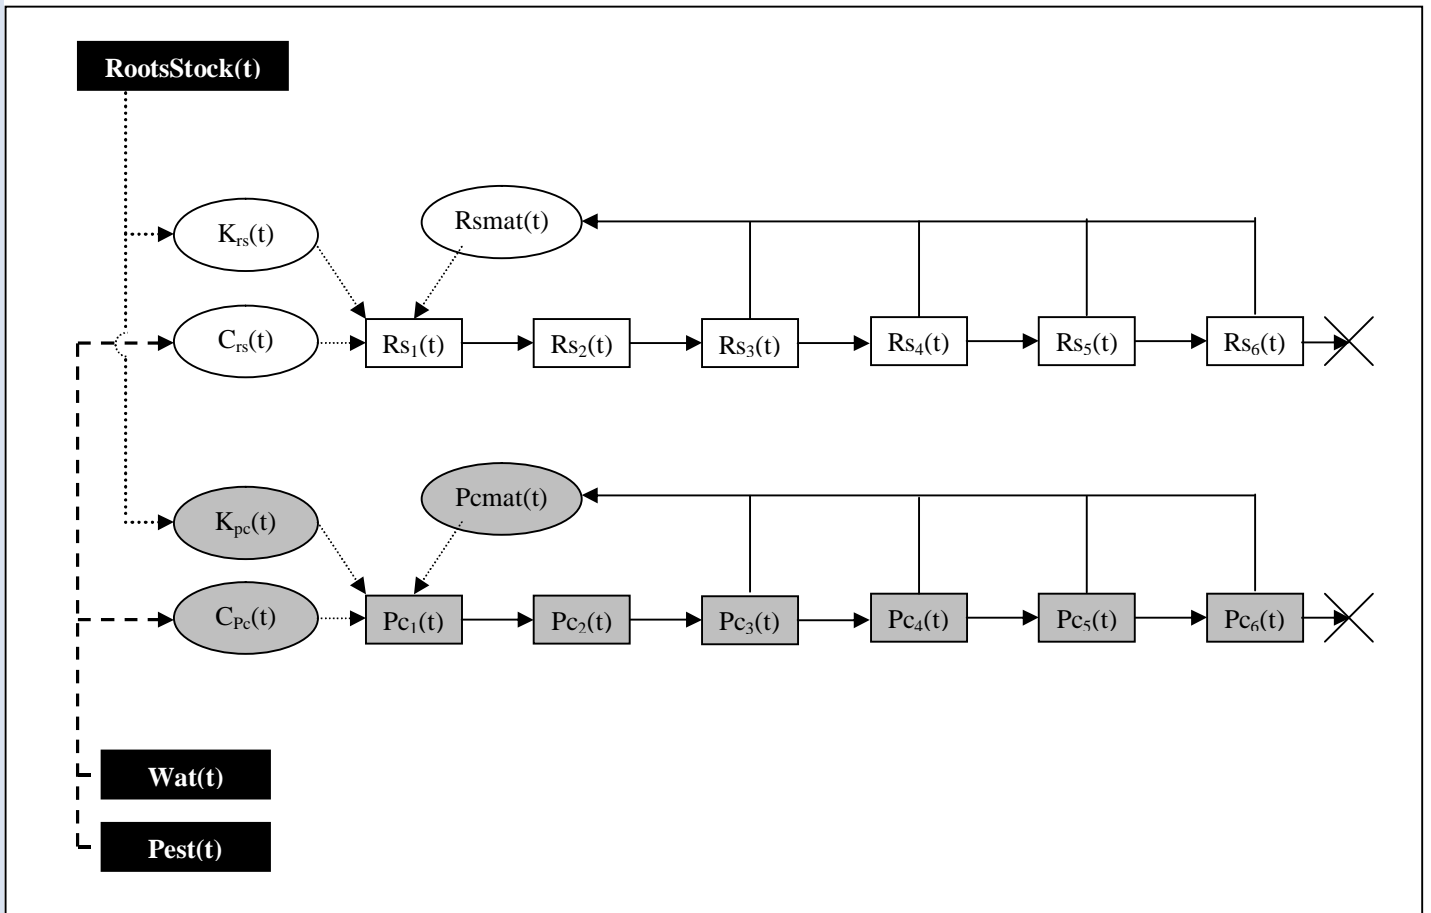 RootsStock(t)
Krs(t)
Rsmat(t)
Crs(t)
Rs1(t)
Rs2(t)
Rs3(t)
Rs4(t)
Rs5(t)
Rs6(t)
Kpc(t)
Pcmat(t)
CPc(t)
Pc1(t)
Pc2(t)
Pc3(t)
Pc4(t)
Pc5(t)
Pc6(t)
Wat(t)
Pest(t)